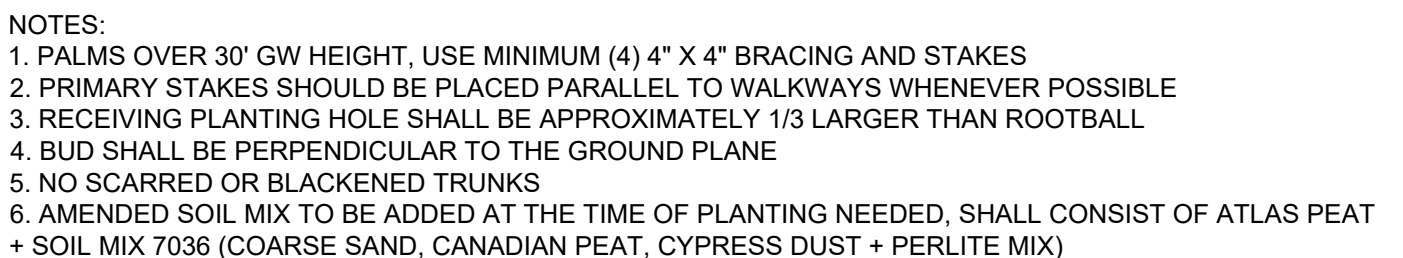 NOTES:
1. PALMS OVER 30' GW HEIGHT, USE MINIMUM (4) 4" X 4" BRACING AND STAKES
2. PRIMARY STAKES SHOULD BE PLACED PARALLEL TO WALKWAYS WHENEVER POSSIBLE
3. RECEIVING PLANTING HOLE SHALL BE APPROXIMATELY 1/3 LARGER THAN ROOTBALL
4. BUD SHALL BE PERPENDICULAR TO THE GROUND PLANE
5. NO SCARRED OR BLACKENED TRUNKS
6. AMENDED SOIL MIX TO BE ADDED AT THE TIME OF PLANTING NEEDED, SHALL CONSIST OF ATLAS PEAT
+ SOIL MIX 7036 (COARSE SAND, CANADIAN PEAT, CYPRESS DUST + PERLITE MIX)